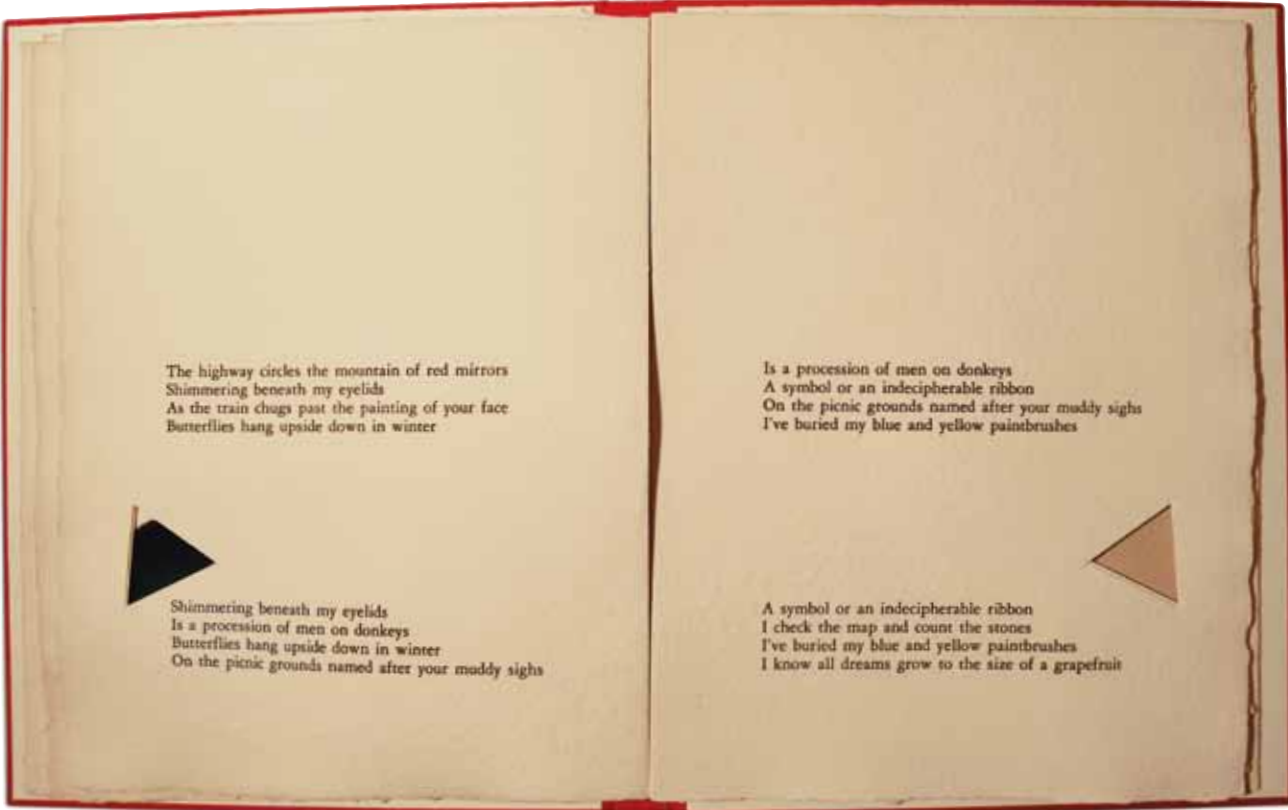 The highway circles the mountain of red mirrors
Shimmering beneath my eyelids
As the train chugs past the painting of your face
Butterflies hang upside down in winter
Shimmering beneath my eyelids
Is a procession of men on donkeys
Butterflies hang upside down in winter
On the picnic grounds named after your muddy sighs
Is a procession of men on donkeys
A symbol or an indecipherable ribbon
On the picnic grounds named after your muddy sighs
I've buried my blue and yellow paintbrushes
A symbol or an indecipherable ribbon
I check the map and count the stones
I've buried my blue and yellow paintbrushes
I know all dreams grow to the size of a grapefruit